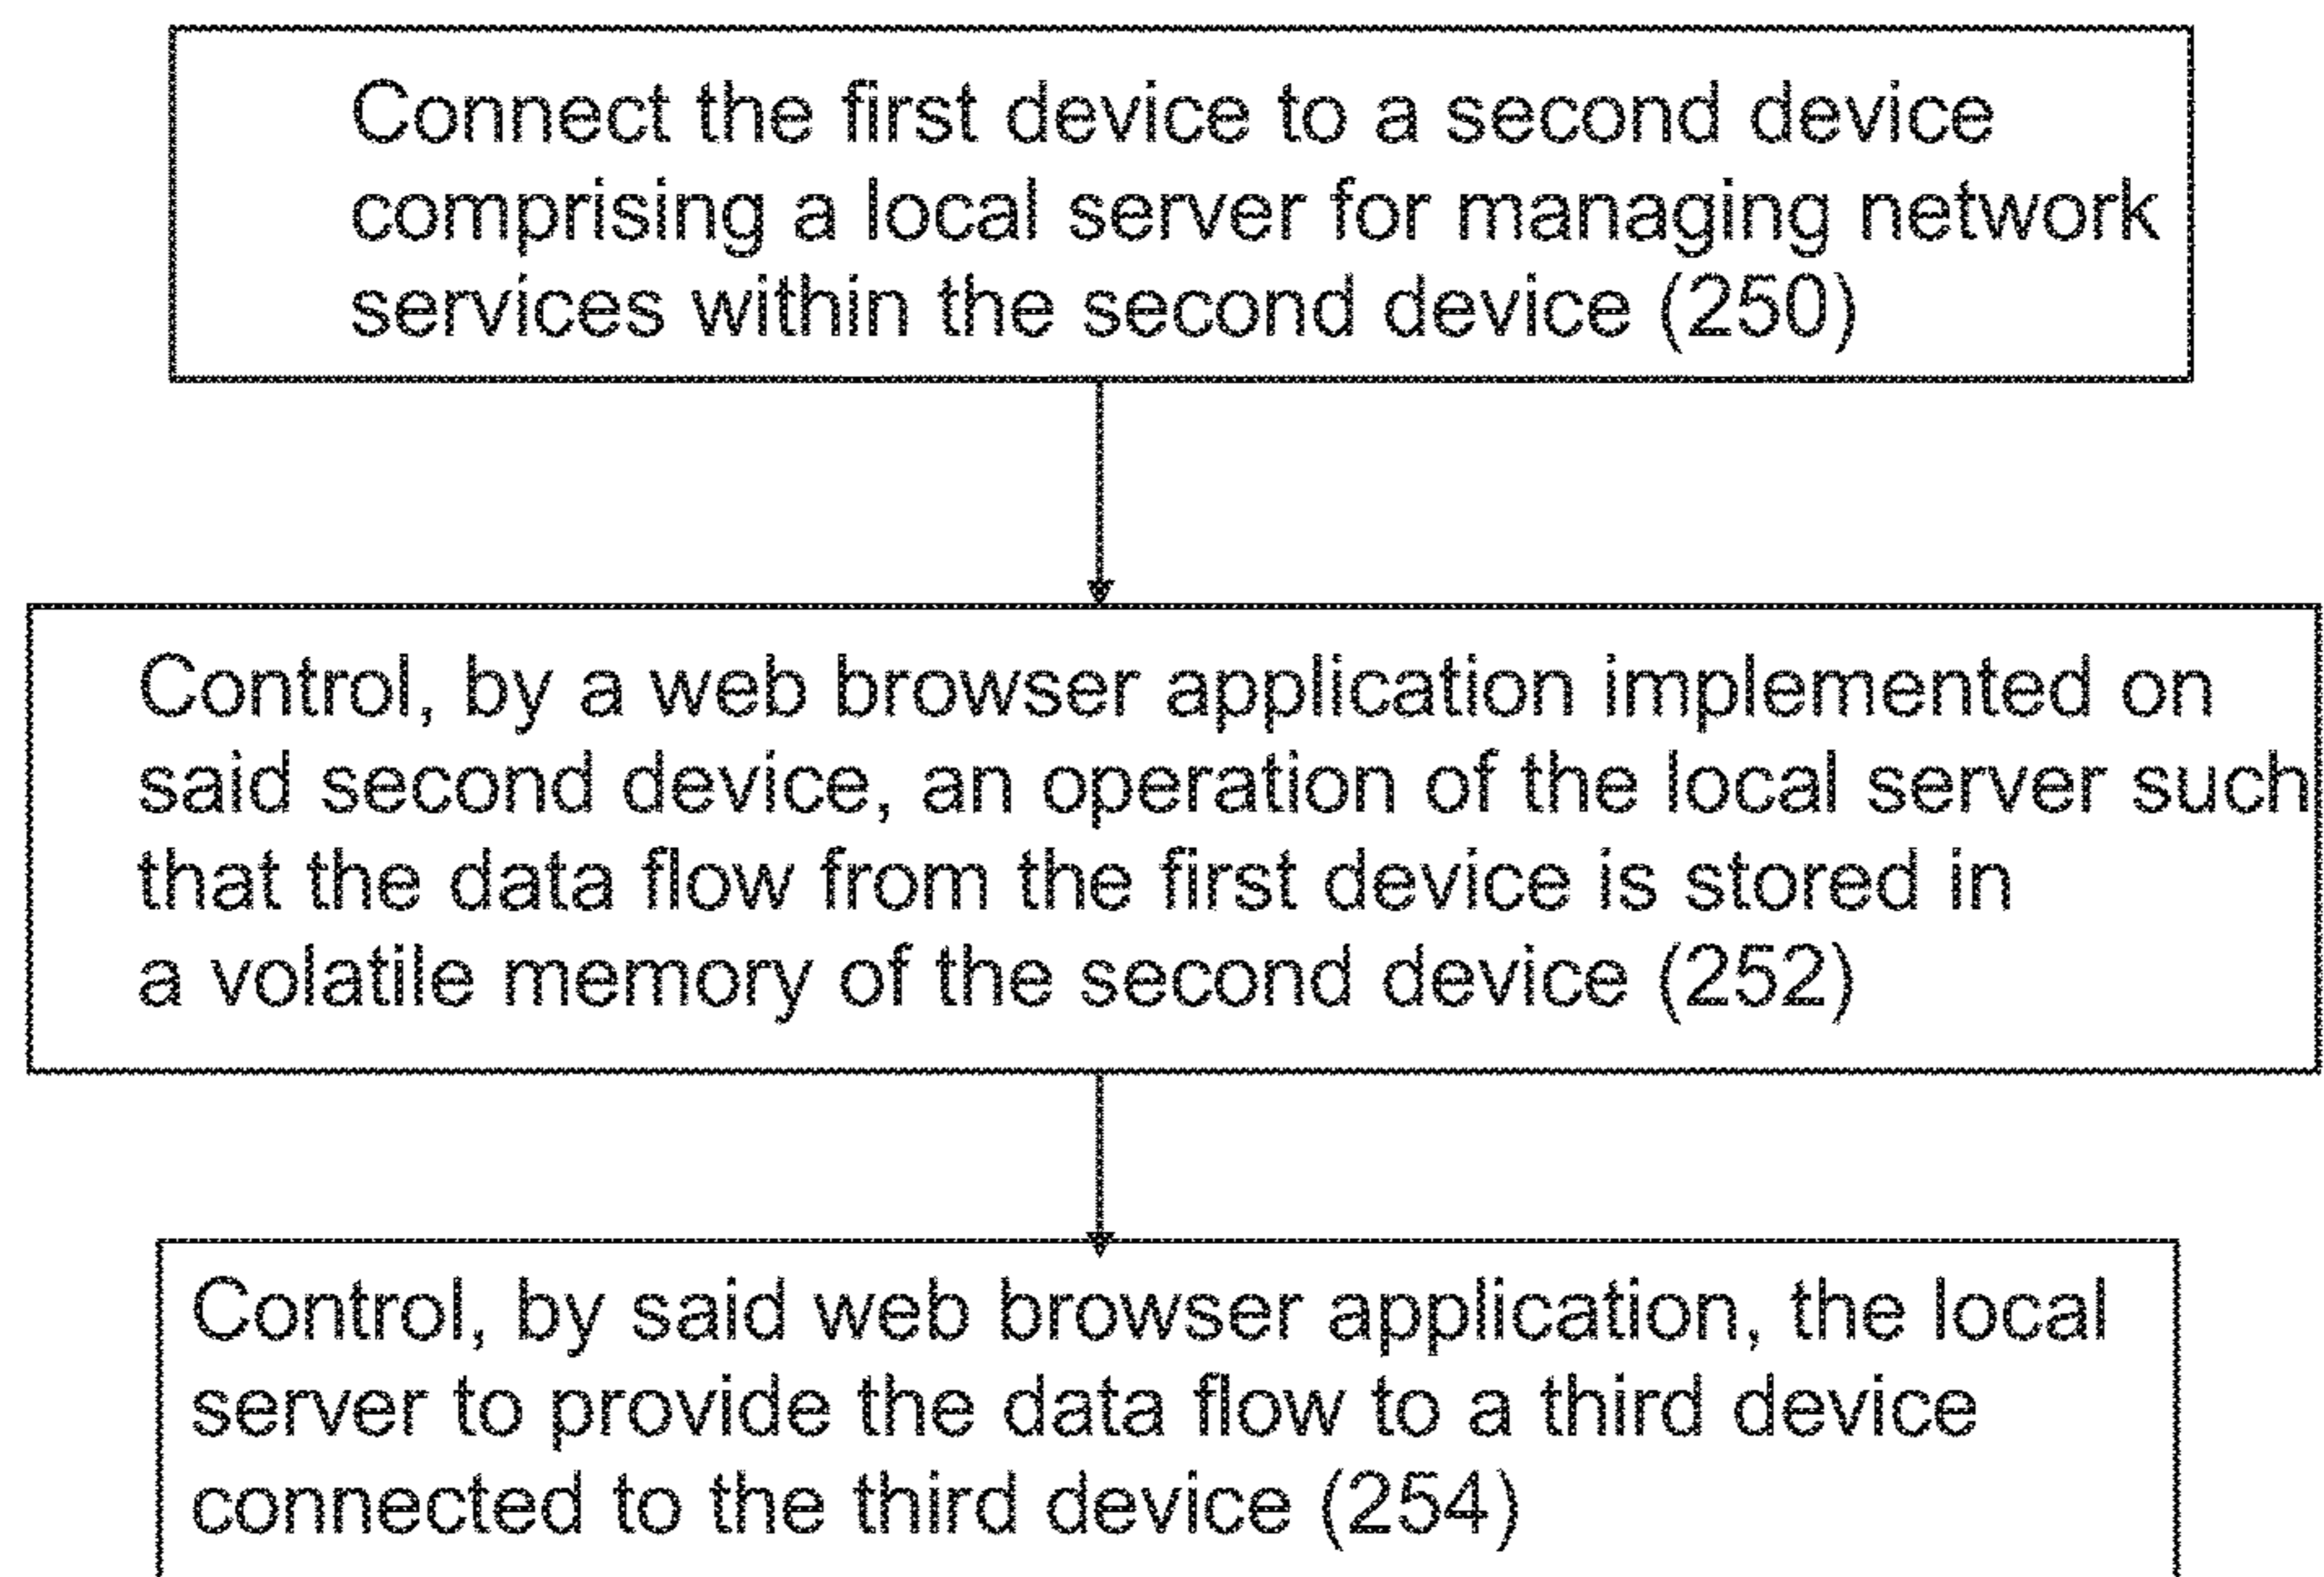 Connect the first device to a second device
comprising a local server for managing network
services within the second device (250)
Control, by a web browser application implemented on
said second device, an operation of the local server such
that the data flow from the first device is stored in
a volatile memory of the second device (252)
Control, by said web browser application, the local
server to provide the data flow to a third device
connected to the third device (254)